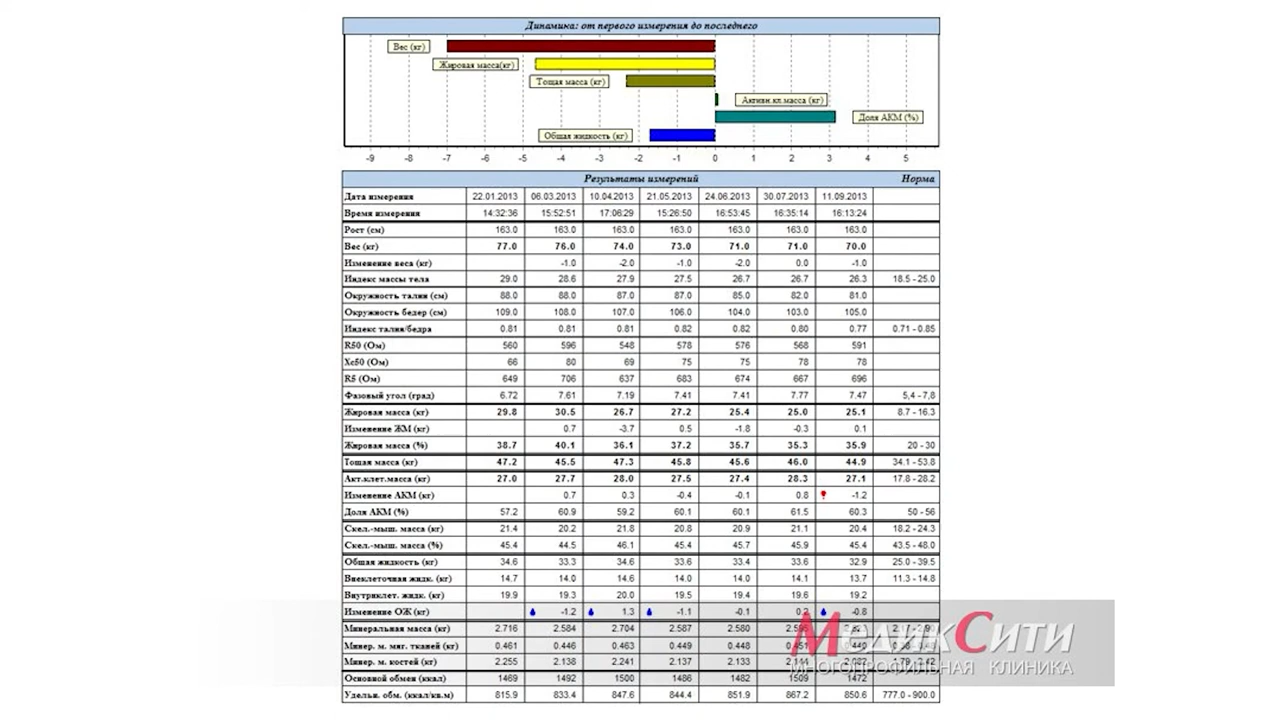 Динамика: от первого измерения до последнего
Вес (кг)
Жировая масса(кг)
Тощая масса (кг)
Активн.кл.масса (кг)
Доля АКМ (%)
Общая жидкость (кг)
-9 -8 -7 -6 -5 -4 -3 -2 -1 0 1 2 3 4 5
Результаты измерений Норма
Дата измерения 22.01.2013 06.03.2013 10.04.2013 21.05.2013 24.06.2013 30.07.2013 11.09.2013
Время измерения 14:32:36 15:52:51 17:06:29 15:26:50 16:53:45 16:35:14 16:13:24
Рост (см) 163.0 163.0 163.0 163.0 163.0 163.0 163.0
Вес (кг) 77.0 76.0 74.0 73.0 71.0 71.0 70.0
Изменение веса (кг) -1.0 -2.0 -1.0 -2.0 0.0 -1.0
Индекс массы тела 29.0 28.6 27.9 27.5 26.7 26.7 26.3 18.5 - 25.0
Окружность талии (см) 88.0 88.0 87.0 87.0 85.0 82.0 81.0
Окружность бедер (см) 109.0 108.0 107.0 106.0 104.0 103.0 105.0
Индекс талия/бедра 0.81 0.81 0.81 0.82 0.82 0.80 0.77 0.71 - 0.85
R50 (Ом) 560 596 548 578 576 568 591
Xc50 (Ом) 66 80 69 75 75 78 78
R5 (Ом) 649 706 637 683 674 667 696
Фазовый угол (град) 6.72 7.61 7.19 7.41 7.41 7.77 7.47 5,4 - 7,8
Жировая масса (кг) 29.8 30.5 26.7 27.2 25.4 25.0 25.1 8.7 - 16.3
Изменение ЖМ (кг) 0.7 -3.7 0.5 -1.8 -0.3 0.1
Жировая масса (%) 38.7 40.1 36.1 37.2 35.7 35.3 35.9 20 - 30
Тощая масса (кг) 47.2 45.5 47.3 45.8 45.6 46.0 44.9 34.1 - 53.8
Акт.клет.масса (кг) 27.0 27.7 28.0 27.5 27.4 28.3 27.1 17.8 - 28.2
Изменение АКМ (кг) 0.7 0.3 -0.4 -0.1 0.8 -1.2
Доля АКМ (%) 57.2 60.9 59.2 60.1 60.1 61.5 60.3 50 - 56
Скел.-мыш. масса (кг) 21.4 20.2 21.8 20.8 20.9 21.1 20.4 18.2 - 24.3
Скел.-мыш. масса (%) 45.4 44.5 46.1 45.4 45.7 45.9 45.4 43.5 - 48.0
Общая жидкость (кг) 34.6 33.3 34.6 33.6 33.4 33.6 32.9 25.0 - 39.5
Внеклеточная жидк. (кг) 14.7 14.0 14.6 14.0 14.0 14.1 13.7 11.3 - 14.8
Внутриклет. жидк. (кг) 19.9 19.3 20.0 19.5 19.4 19.6 19.2
Изменение ОЖ (кг) -1.2 1.3 -1.1 -0.1 0.2 -0.8
Минеральная масса (кг) 2.716 2.584 2.704 2.587 2.580
Минер. м. мяг. тканей (кг) 0.461 0.446 0.463 0.449 0.448
Минер. м. костей (кг) 2.255 2.138 2.241 2.137 2.133
Основной обмен (ккал) 1469 1492 1500 1486 1482 1509 1472
Удельн. обм. (ккал/кв.м) 815.9 833.4 847.6 844.4 851.9 867.2 850.6 777.0 - 900.0
МедикСити
МНОГОПРОФИЛЬНАЯ КЛИНИКА